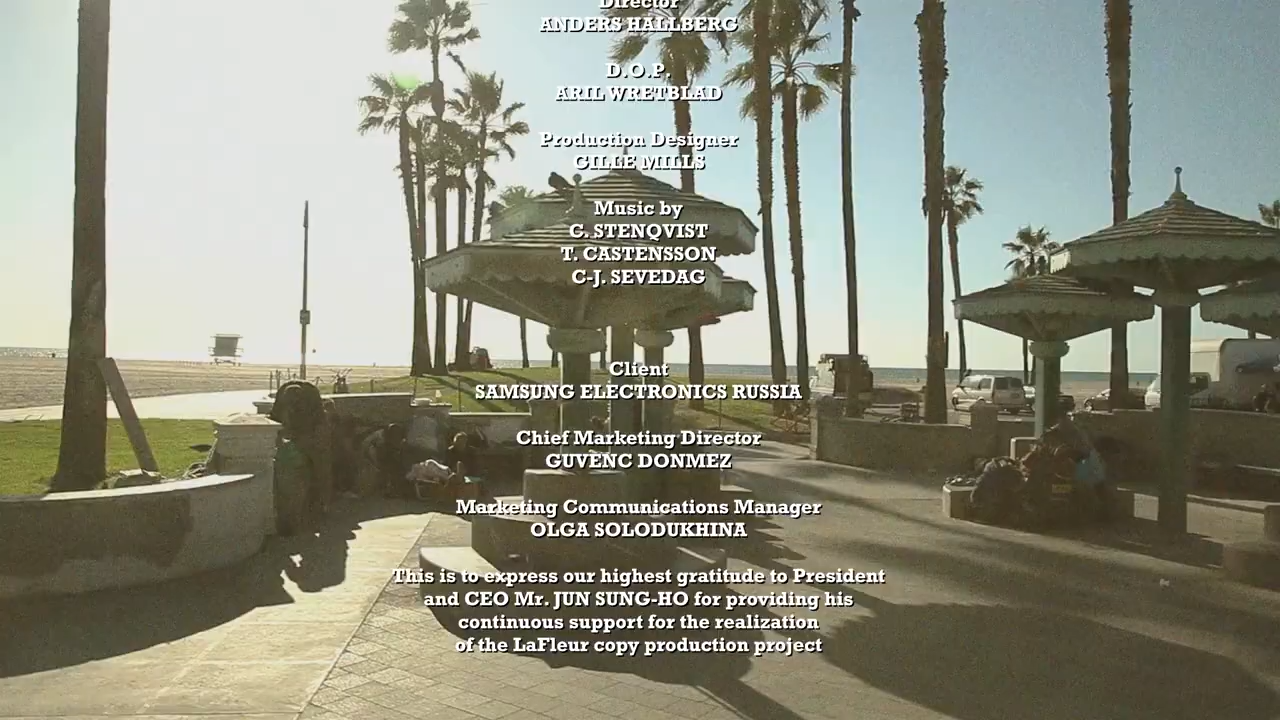 Director
ANDERS HALLBERG
D.O.P.
ARIL WRETBLAD
Production Designer
GILLE MILLS
Music by
G. STENQVIST
T. CASTENSSON
C-J. SEVEDAG
Client
SAMSUNG ELECTRONICS RUSSIA
Chief Marketing Director
GUVENC DONMEZ
Marketing Communications Manager
OLGA SOLODUKHINA
This is to express our highest gratitude to President
and CEO Mr. JUN SUNG-HO for providing his
continuous support for the realization
of the LaFleur copy production project